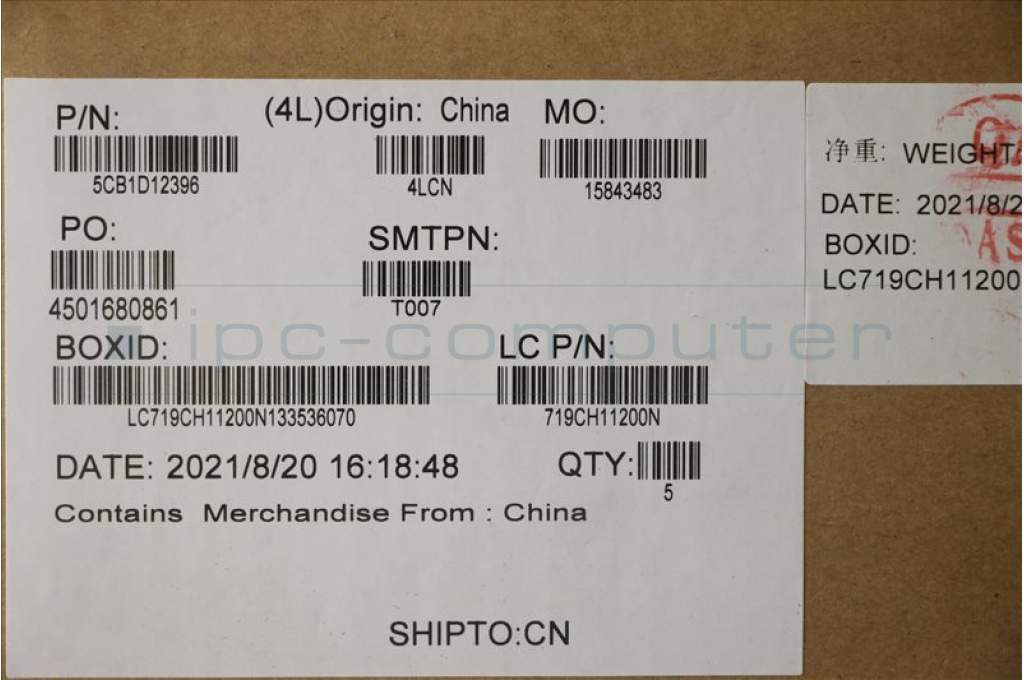 P/N: (4L)Origin: China MO:
5CB1D12396 4LCN 15843483
PO: SMTPN:
4501680861 T007
BOXID: LC P/N:
LC719CH11200N133536070 719CH11200N
DATE: 2021/8/20 16:18:48 QTY:
5
Contains Merchandise From : China
SHIPTO:CN
净重: WEIGHT
DATE: 2021/8/2
BOXID:
LC719CH11200
ipc-computer